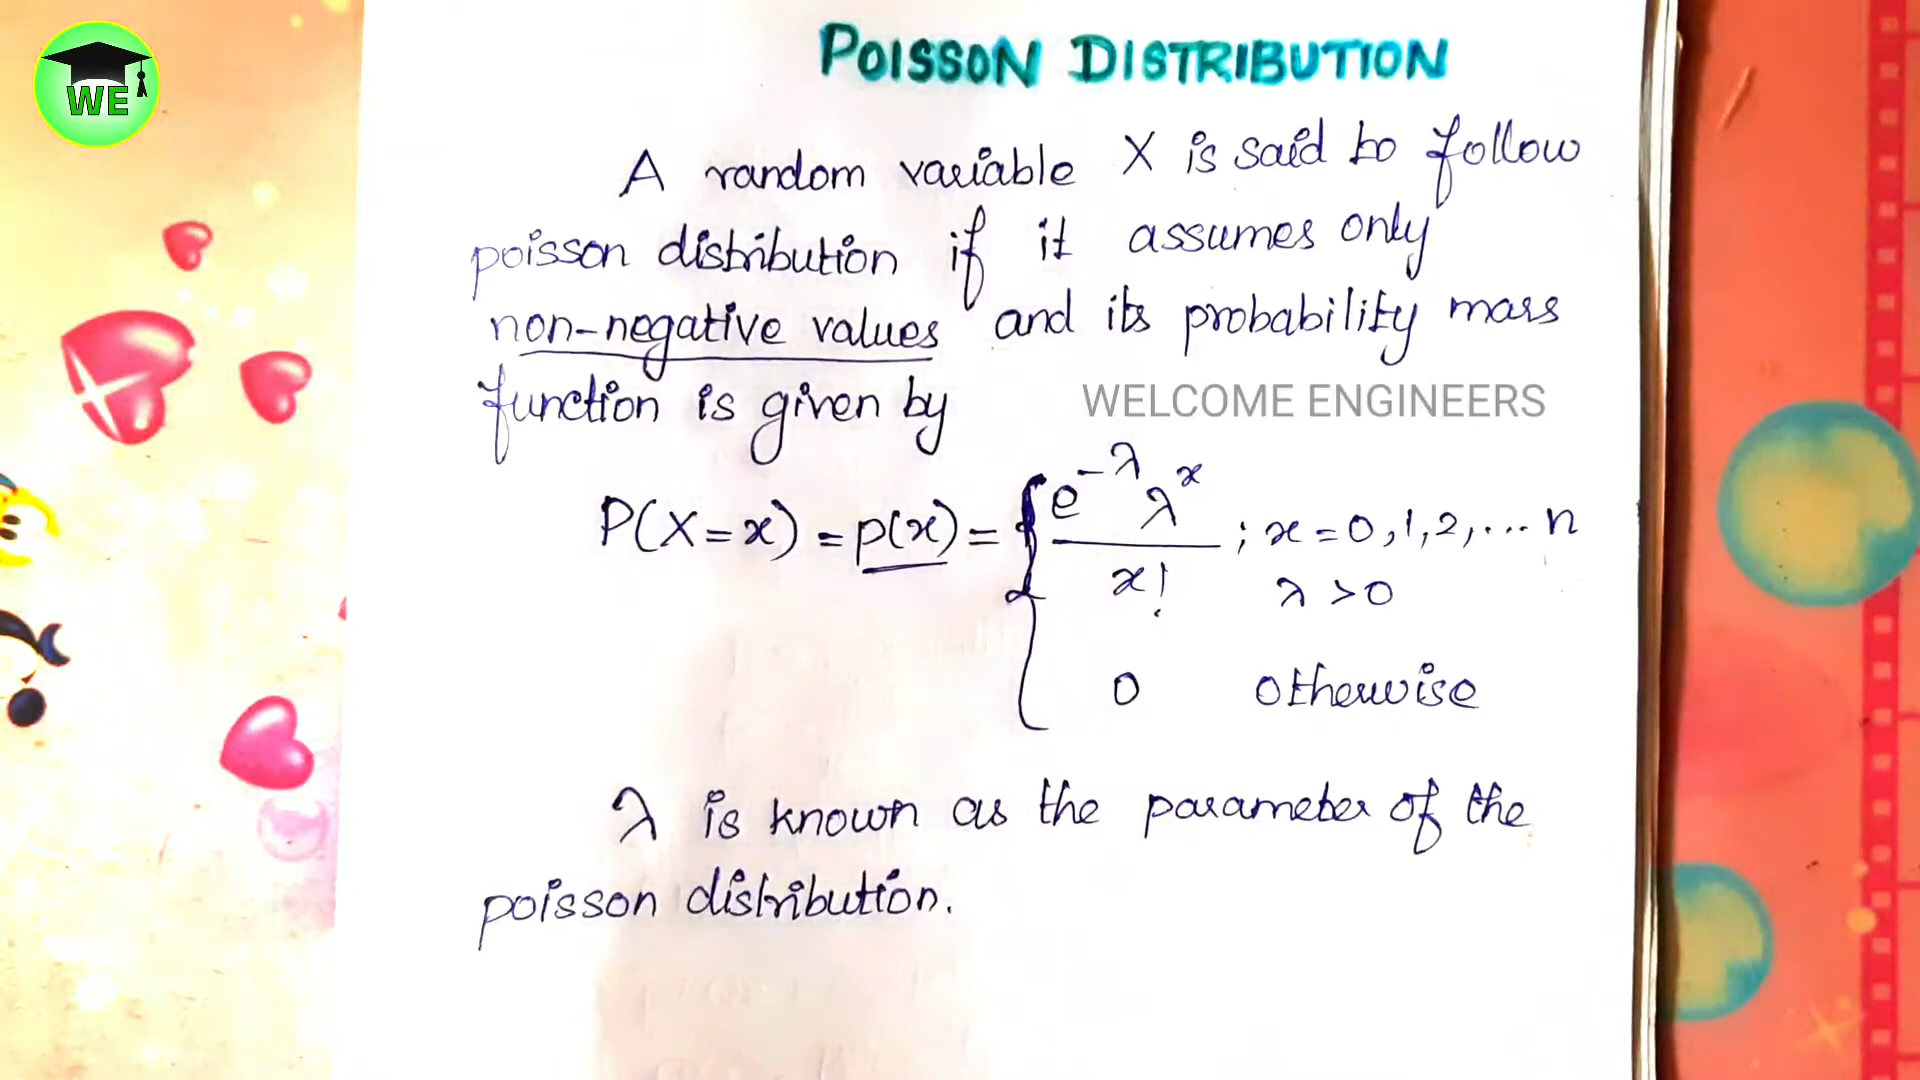 WE
POISSON DISTRIBUTION
A random variable X is said to follow
poisson distribution if it assumes only
non-negative values and its probability mass
function is given by
WELCOME ENGINEERS
P(X=x) = p(x) = { e^{-λ} λ^x / x! ; x = 0,1,2,... n
λ > 0
0 otherwise
λ is known as the parameter of the
poisson distribution.